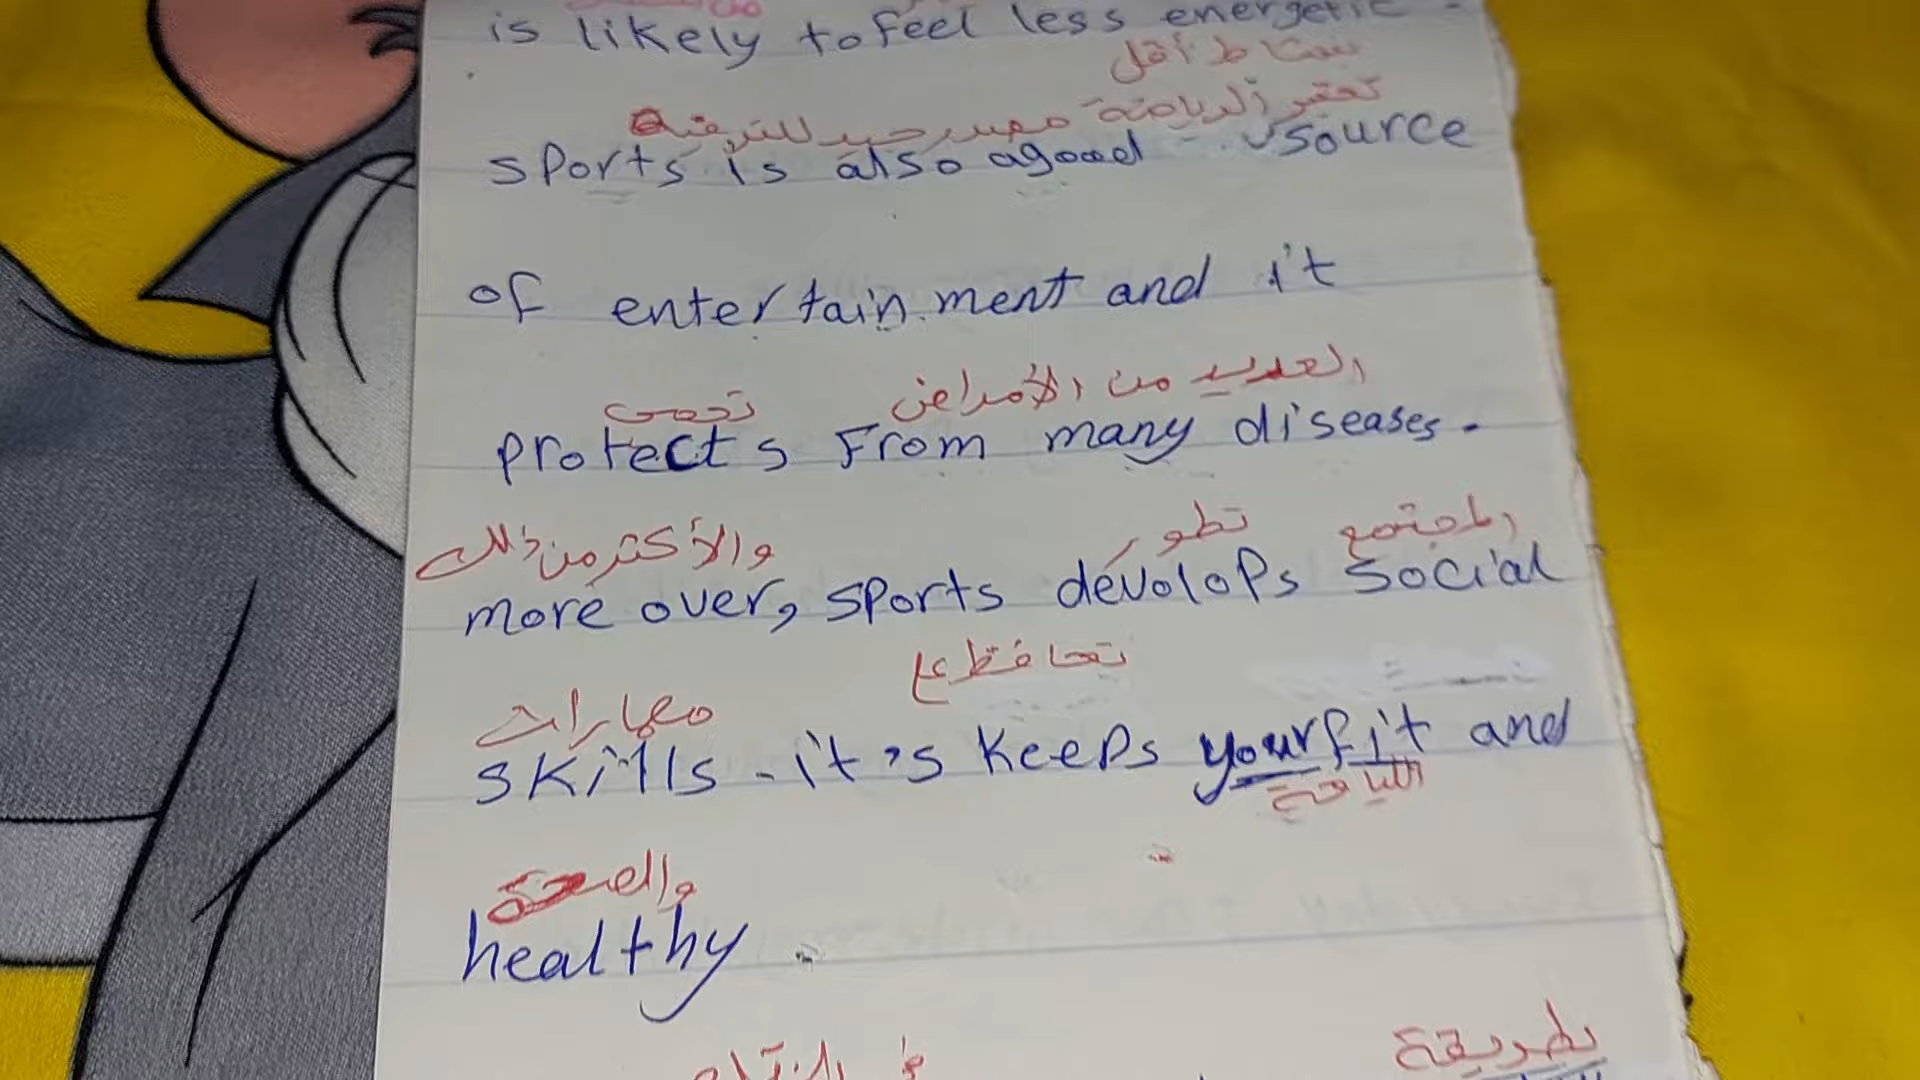 is likely to feel less energetic -
نشاط أقل
تعتبر الرياضة مصدر جيد للترفيه
sports is also a good source
of entertainment and it
العديد من الأمراض تحمي
protects From many diseases.
المجتمع تطور والأكثر من ذلك
more over, sports devolops social
تحافظ ع
مهارات
skills - it's keeps your fit and
اللياقة
والصحة
healthy .
بطريقة